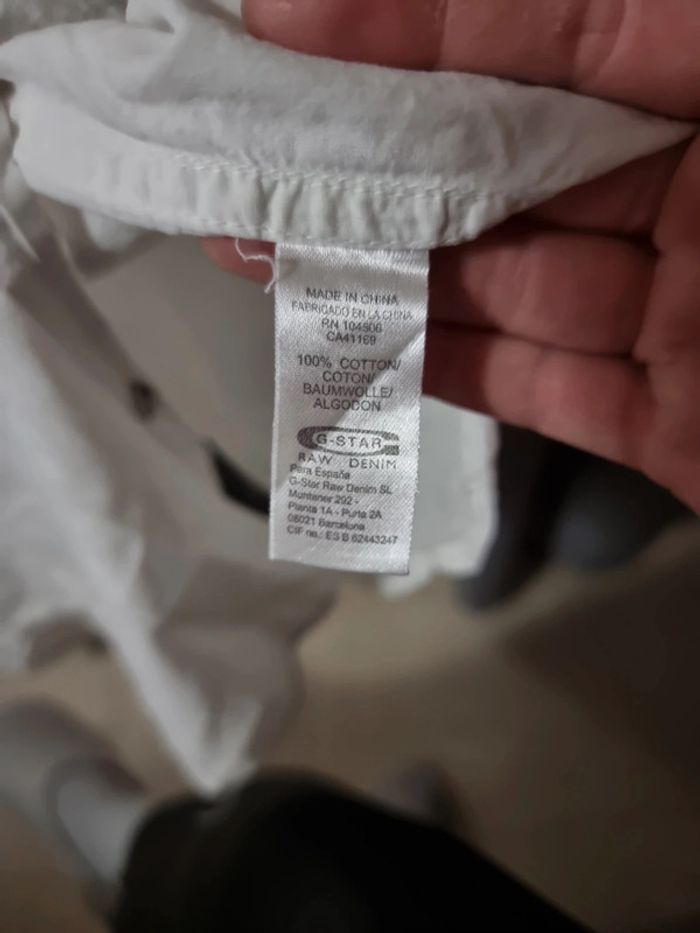 MADE IN CHINA
FABRICADO EN LA CHINA
RN 104506
CA41169
100% COTTON/
COTON/
BAUMWOLLE/
ALGODON
G-STAR
RAW DENIM
Para España
G-Star Raw Denim SL
Muntaner 292 -
Planta 1A - Purta 2A
08021 Barcelona
CIF no.: ES B 62443247